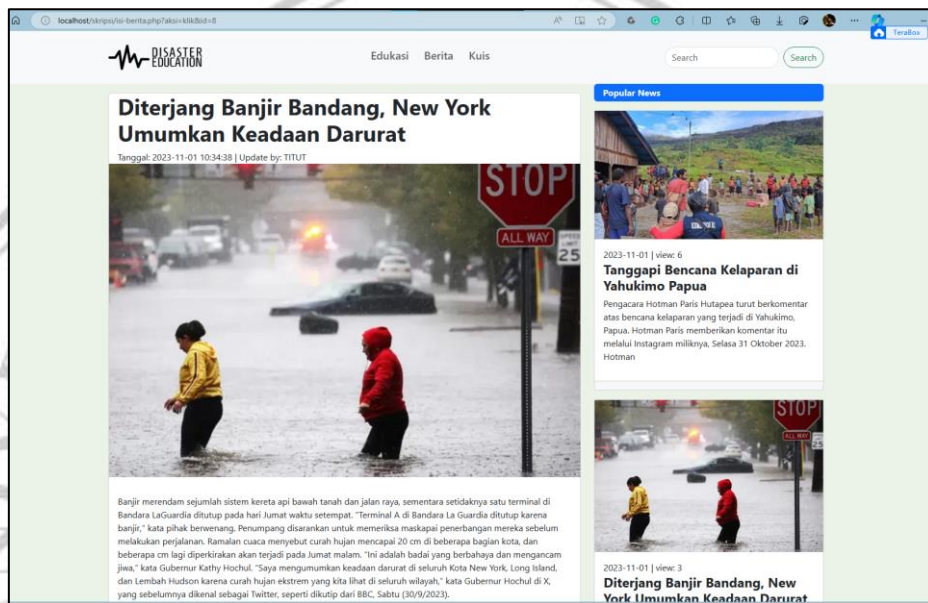 localhost/skripsi/isi-berita.php?aksi=klik&id=8
TeraBox
DISASTER
EDUCATION
Edukasi Berita Kuis
Search
Search
Diterjang Banjir Bandang, New York
Umumkan Keadaan Darurat
Tanggal: 2023-11-01 10:34:38 | Update by: TITUT
STOP
ALL WAY
SPEED
LIMIT
25
Banjir merendam sejumlah sistem kereta api bawah tanah dan jalan raya, sementara setidaknya satu terminal di
Bandara LaGuardia ditutup pada hari Jumat waktu setempat. "Terminal A di Bandara La Guardia ditutup karena
banjir," kata pihak berwenang. Penumpang disarankan untuk memeriksa maskapai penerbangan mereka sebelum
melakukan perjalanan. Ramalan cuaca menyebut curah hujan mencapai 20 cm di beberapa bagian kota, dan
beberapa cm lagi diperkirakan akan terjadi pada Jumat malam. "Ini adalah badai yang berbahaya dan mengancam
jiwa," kata Gubernur Kathy Hochul. "Saya mengumumkan keadaan darurat di seluruh Kota New York, Long Island,
dan Lembah Hudson karena curah hujan ekstrem yang kita lihat di seluruh wilayah," kata Gubernur Hochul di X,
yang sebelumnya dikenal sebagai Twitter, seperti dikutip dari BBC, Sabtu (30/9/2023).
Popular News
2023-11-01 | view: 6
Tanggapi Bencana Kelaparan di
Yahukimo Papua
Pengacara Hotman Paris Hutapea turut berkomentar
atas bencana kelaparan yang terjadi di Yahukimo,
Papua. Hotman Paris memberikan komentar itu
melalui Instagram miliknya, Selasa 31 Oktober 2023.
Hotman
STOP
ALL WAY
25
2023-11-01 | view: 3
Diterjang Banjir Bandang, New
York Umumkan Keadaan Darurat